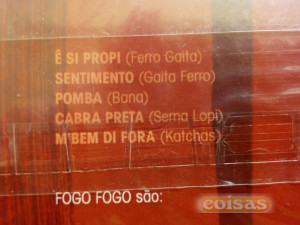 Ê SI PROPI (Ferro Gaita)
SENTIMENTO (Gaita Ferro)
POMBA (Bana)
CABRA PRETA (Sema Lopi)
M'BEM DI FORA (Katchas)
FOGO FOGO são:
coisas